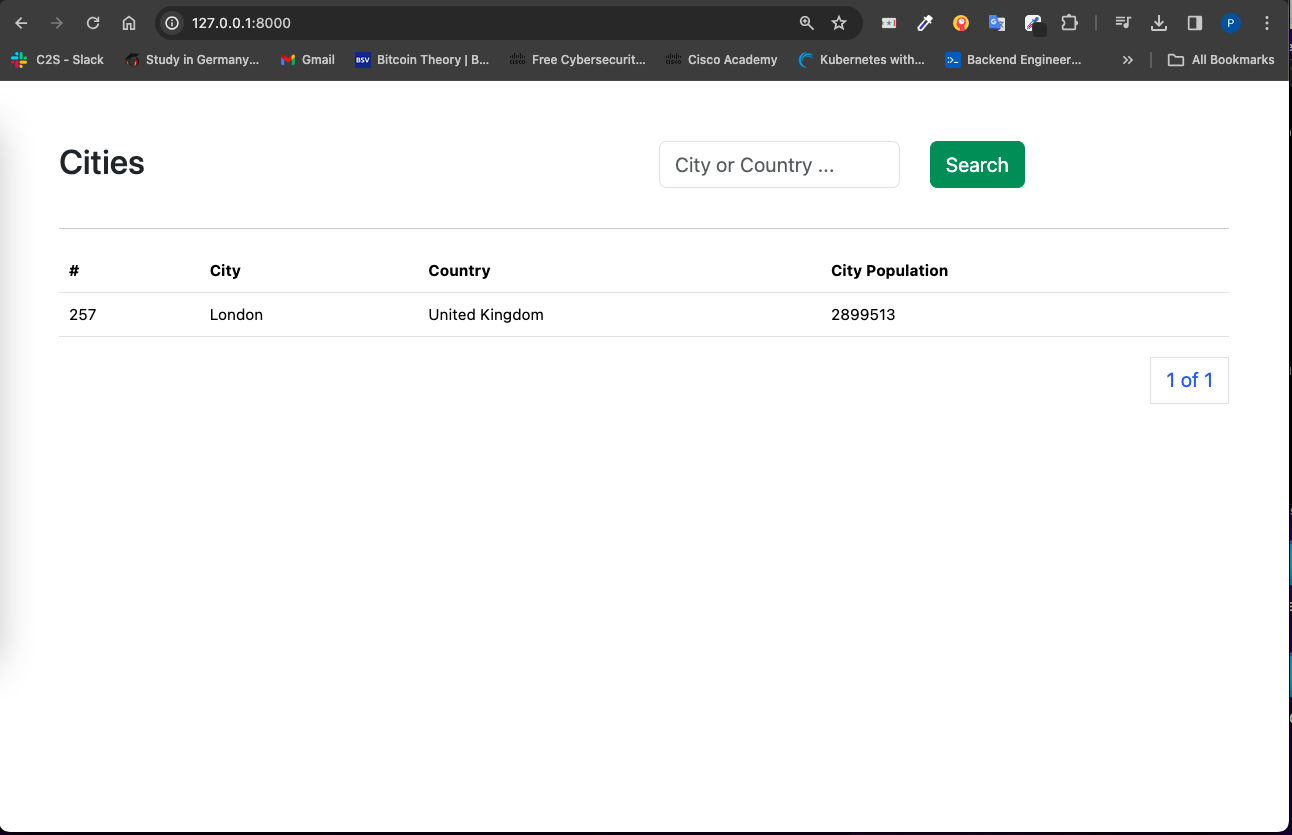 127.0.0.1:8000
C2S - Slack Study in Germany... Gmail BSV Bitcoin Theory | B... Free Cybersecurit... Cisco Academy Kubernetes with... Backend Engineer... » All Bookmarks
Cities City or Country ... Search
# City Country City Population
257 London United Kingdom 2899513
1 of 1